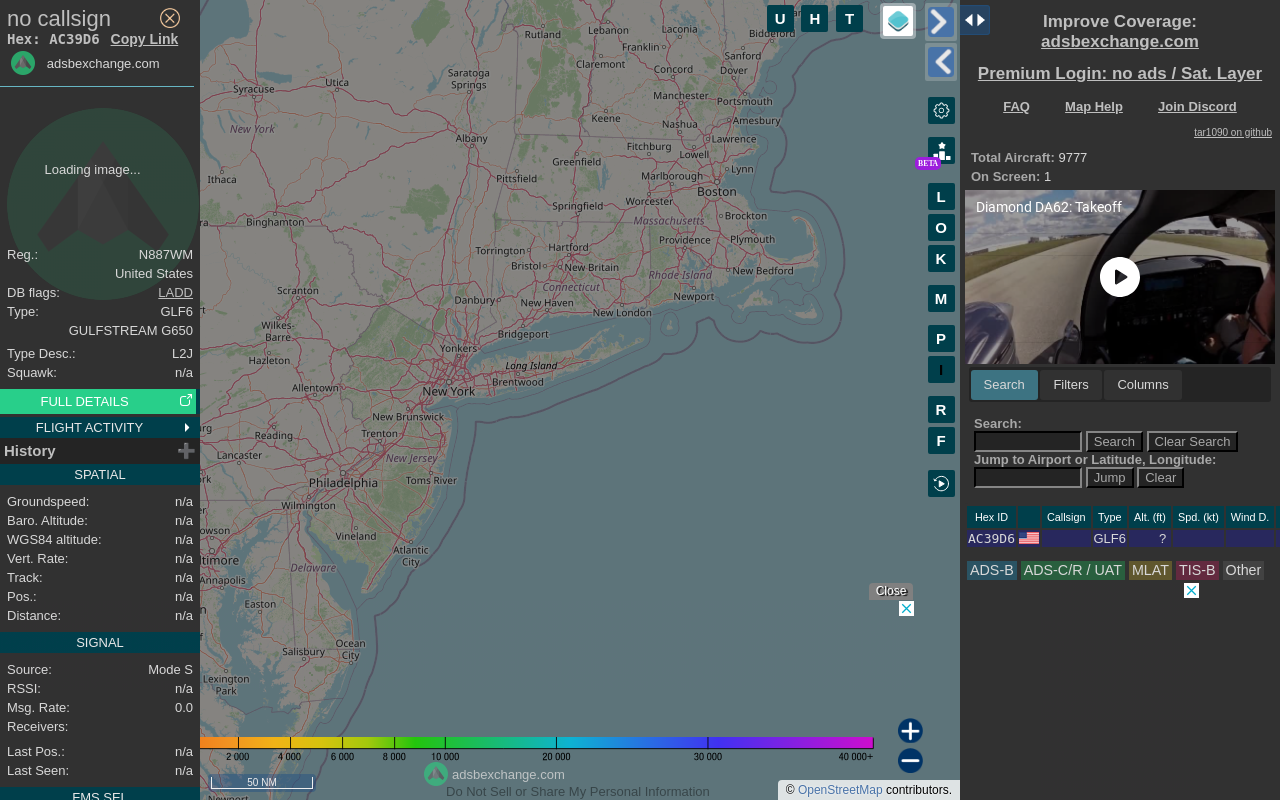 no callsign
Hex: AC39D6 Copy Link
adsbexchange.com
Loading image...
Reg.: N887WM
United States
DB flags: LADD
Type: GLF6
GULFSTREAM G650
Type Desc.: L2J
Squawk: n/a
FULL DETAILS
FLIGHT ACTIVITY
History
SPATIAL
Groundspeed: n/a
Baro. Altitude: n/a
WGS84 altitude: n/a
Vert. Rate: n/a
Track: n/a
Pos.: n/a
Distance: n/a
SIGNAL
Source: Mode S
RSSI: n/a
Msg. Rate: 0.0
Receivers:
Last Pos.: n/a
Last Seen: n/a
FMS SEL
U H T
L
O
K
M
P
I
R
F
BETA
Rutland
Lebanon
Laconia
Biddeford
Franklin
Claremont
Sanford
Concord
Dover
Utica
Saratoga
Springs
Syracuse
Manchester
Portsmouth
Keene
Nashua
Amesbury
New York
Albany
Fitchburg
Lawrence
Lowell
Greenfield
Pittsfield
Marlborough
Lynn
Ithaca
Boston
Worcester
Springfield
Binghamton
Massachusetts
Brockton
Torrington
Hartford
Providence
Plymouth
Bristol
New Britain
Rhode Island
New Bedford
Connecticut
Scranton
Danbury
New Haven
Newport
New London
Wilkes-
Barre
Bridgeport
Yonkers
Hazleton
Long Island
Brentwood
Allentown
New York
New Brunswick
Reading
Trenton
Lancaster
New Jersey
Toms River
Philadelphia
Wilmington
Vineland
Atlantic
City
Delaware
Annapolis
Easton
Ocean
City
Salisbury
Lexington
Park
2 000 4 000 6 000 8 000 10 000 20 000 30 000 40 000+
50 NM
adsbexchange.com
Do Not Sell or Share My Personal Information
Close
© OpenStreetMap contributors.
Improve Coverage:
adsbexchange.com
Premium Login: no ads / Sat. Layer
FAQ Map Help Join Discord
tar1090 on github
Total Aircraft: 9777
On Screen: 1
Diamond DA62: Takeoff
Search Filters Columns
Search:
Search Clear Search
Jump to Airport or Latitude, Longitude:
Jump Clear
Hex ID Callsign Type Alt. (ft) Spd. (kt) Wind D.
AC39D6 GLF6 ?
ADS-B ADS-C/R / UAT MLAT TIS-B Other